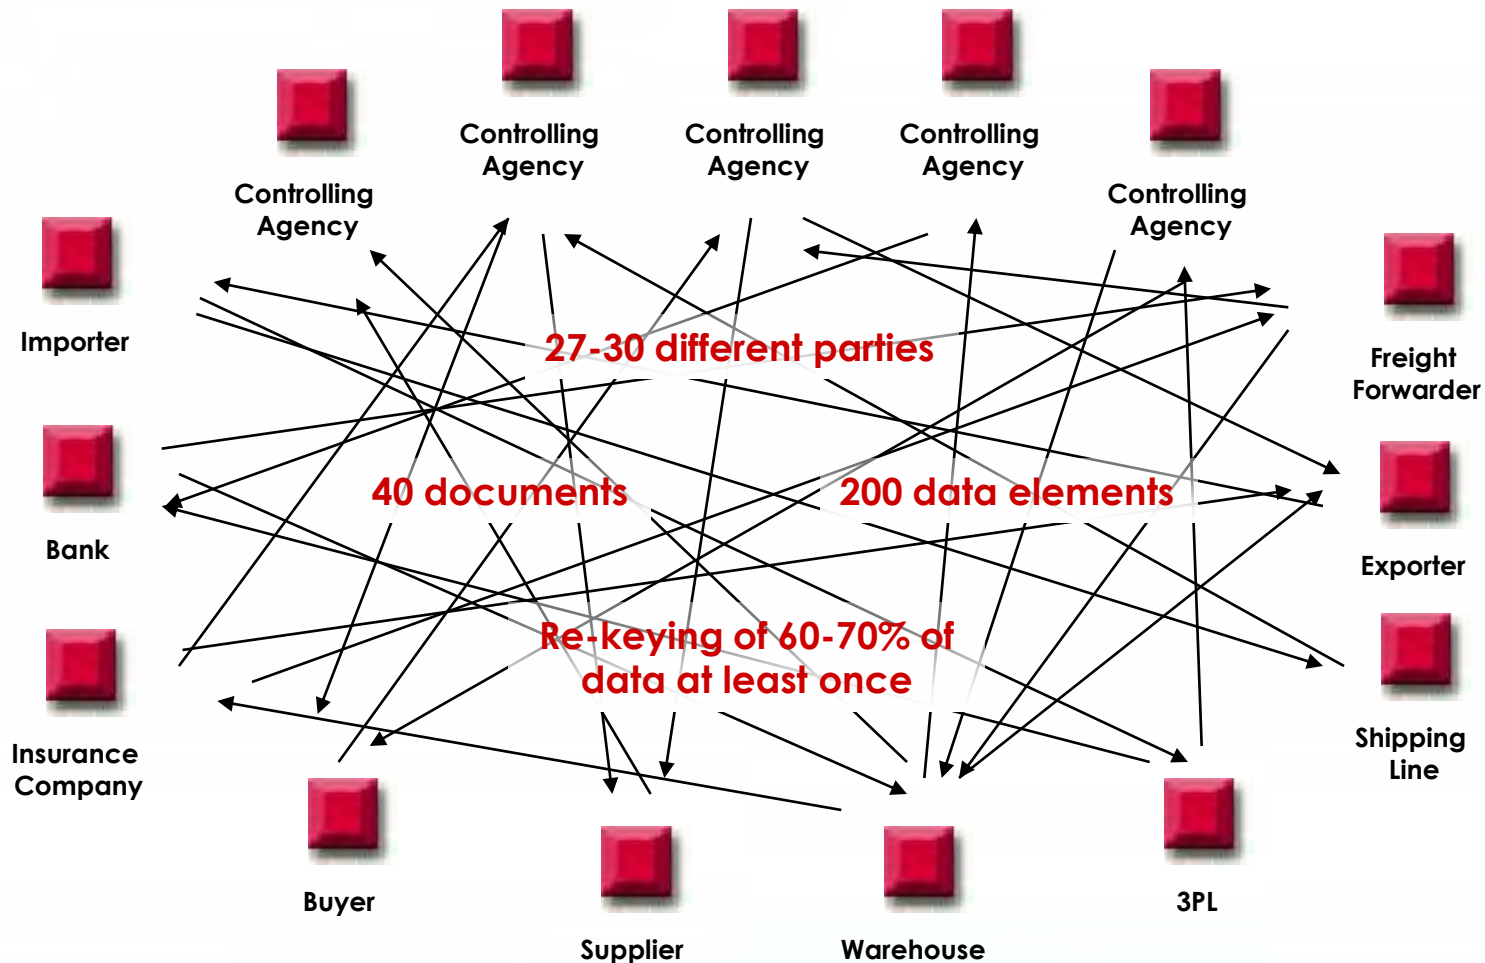 Controlling
Agency
Controlling
Agency
Controlling
Agency
Controlling
Agency
Controlling
Agency
Importer
Freight
Forwarder
27-30 different parties
Bank
40 documents
200 data elements
Exporter
Re-keying of 60-70% of
data at least once
Insurance
Company
Shipping
Line
Buyer
Supplier
Warehouse
3PL